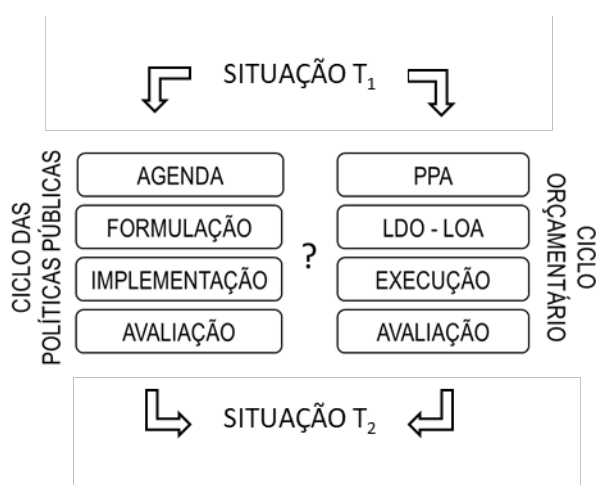 SITUAÇÃO T1
CICLO DAS
POLÍTICAS PÚBLICAS
AGENDA
FORMULAÇÃO
IMPLEMENTAÇÃO
AVALIAÇÃO
?
PPA
LDO - LOA
EXECUÇÃO
AVALIAÇÃO
CICLO
ORÇAMENTÁRIO
SITUAÇÃO T2